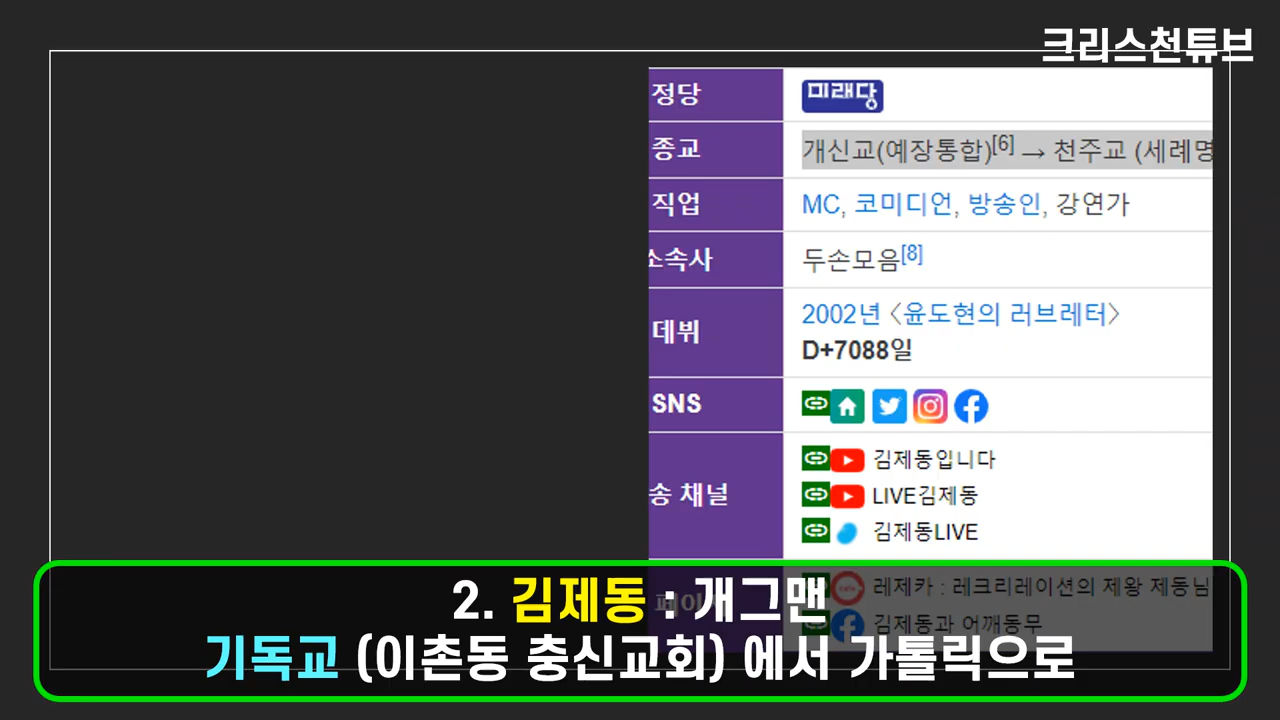 크리스천튜브
정당 미래당
종교 개신교(예장통합)[6] → 천주교 (세례명
직업 MC, 코미디언, 방송인, 강연가
소속사 두손모음[8]
데뷔 2002년 〈윤도현의 러브레터〉
D+7088일
SNS
송 채널 김제동입니다
LIVE김제동
김제동LIVE
페이 레제카 : 레크리레이션의 제왕 제동님
김제동과 어깨동무
2. 김제동 : 개그맨
기독교 (이촌동 충신교회) 에서 가톨릭으로